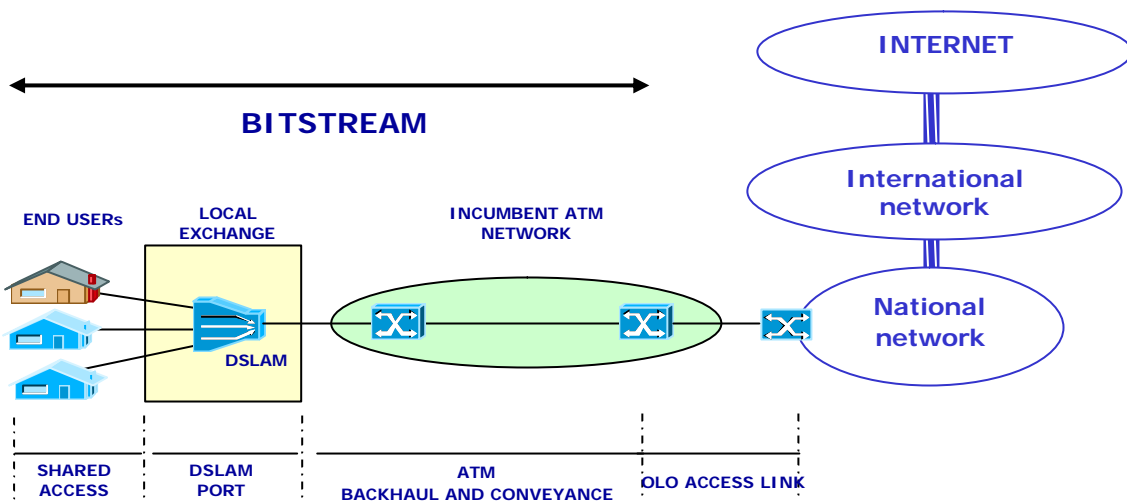 INTERNET
BITSTREAM
International
network
END USERs
LOCAL
EXCHANGE
INCUMBENT ATM
NETWORK
National
network
DSLAM
SHARED
ACCESS
DSLAM
PORT
ATM
BACKHAUL AND CONVEYANCE
OLO ACCESS LINK